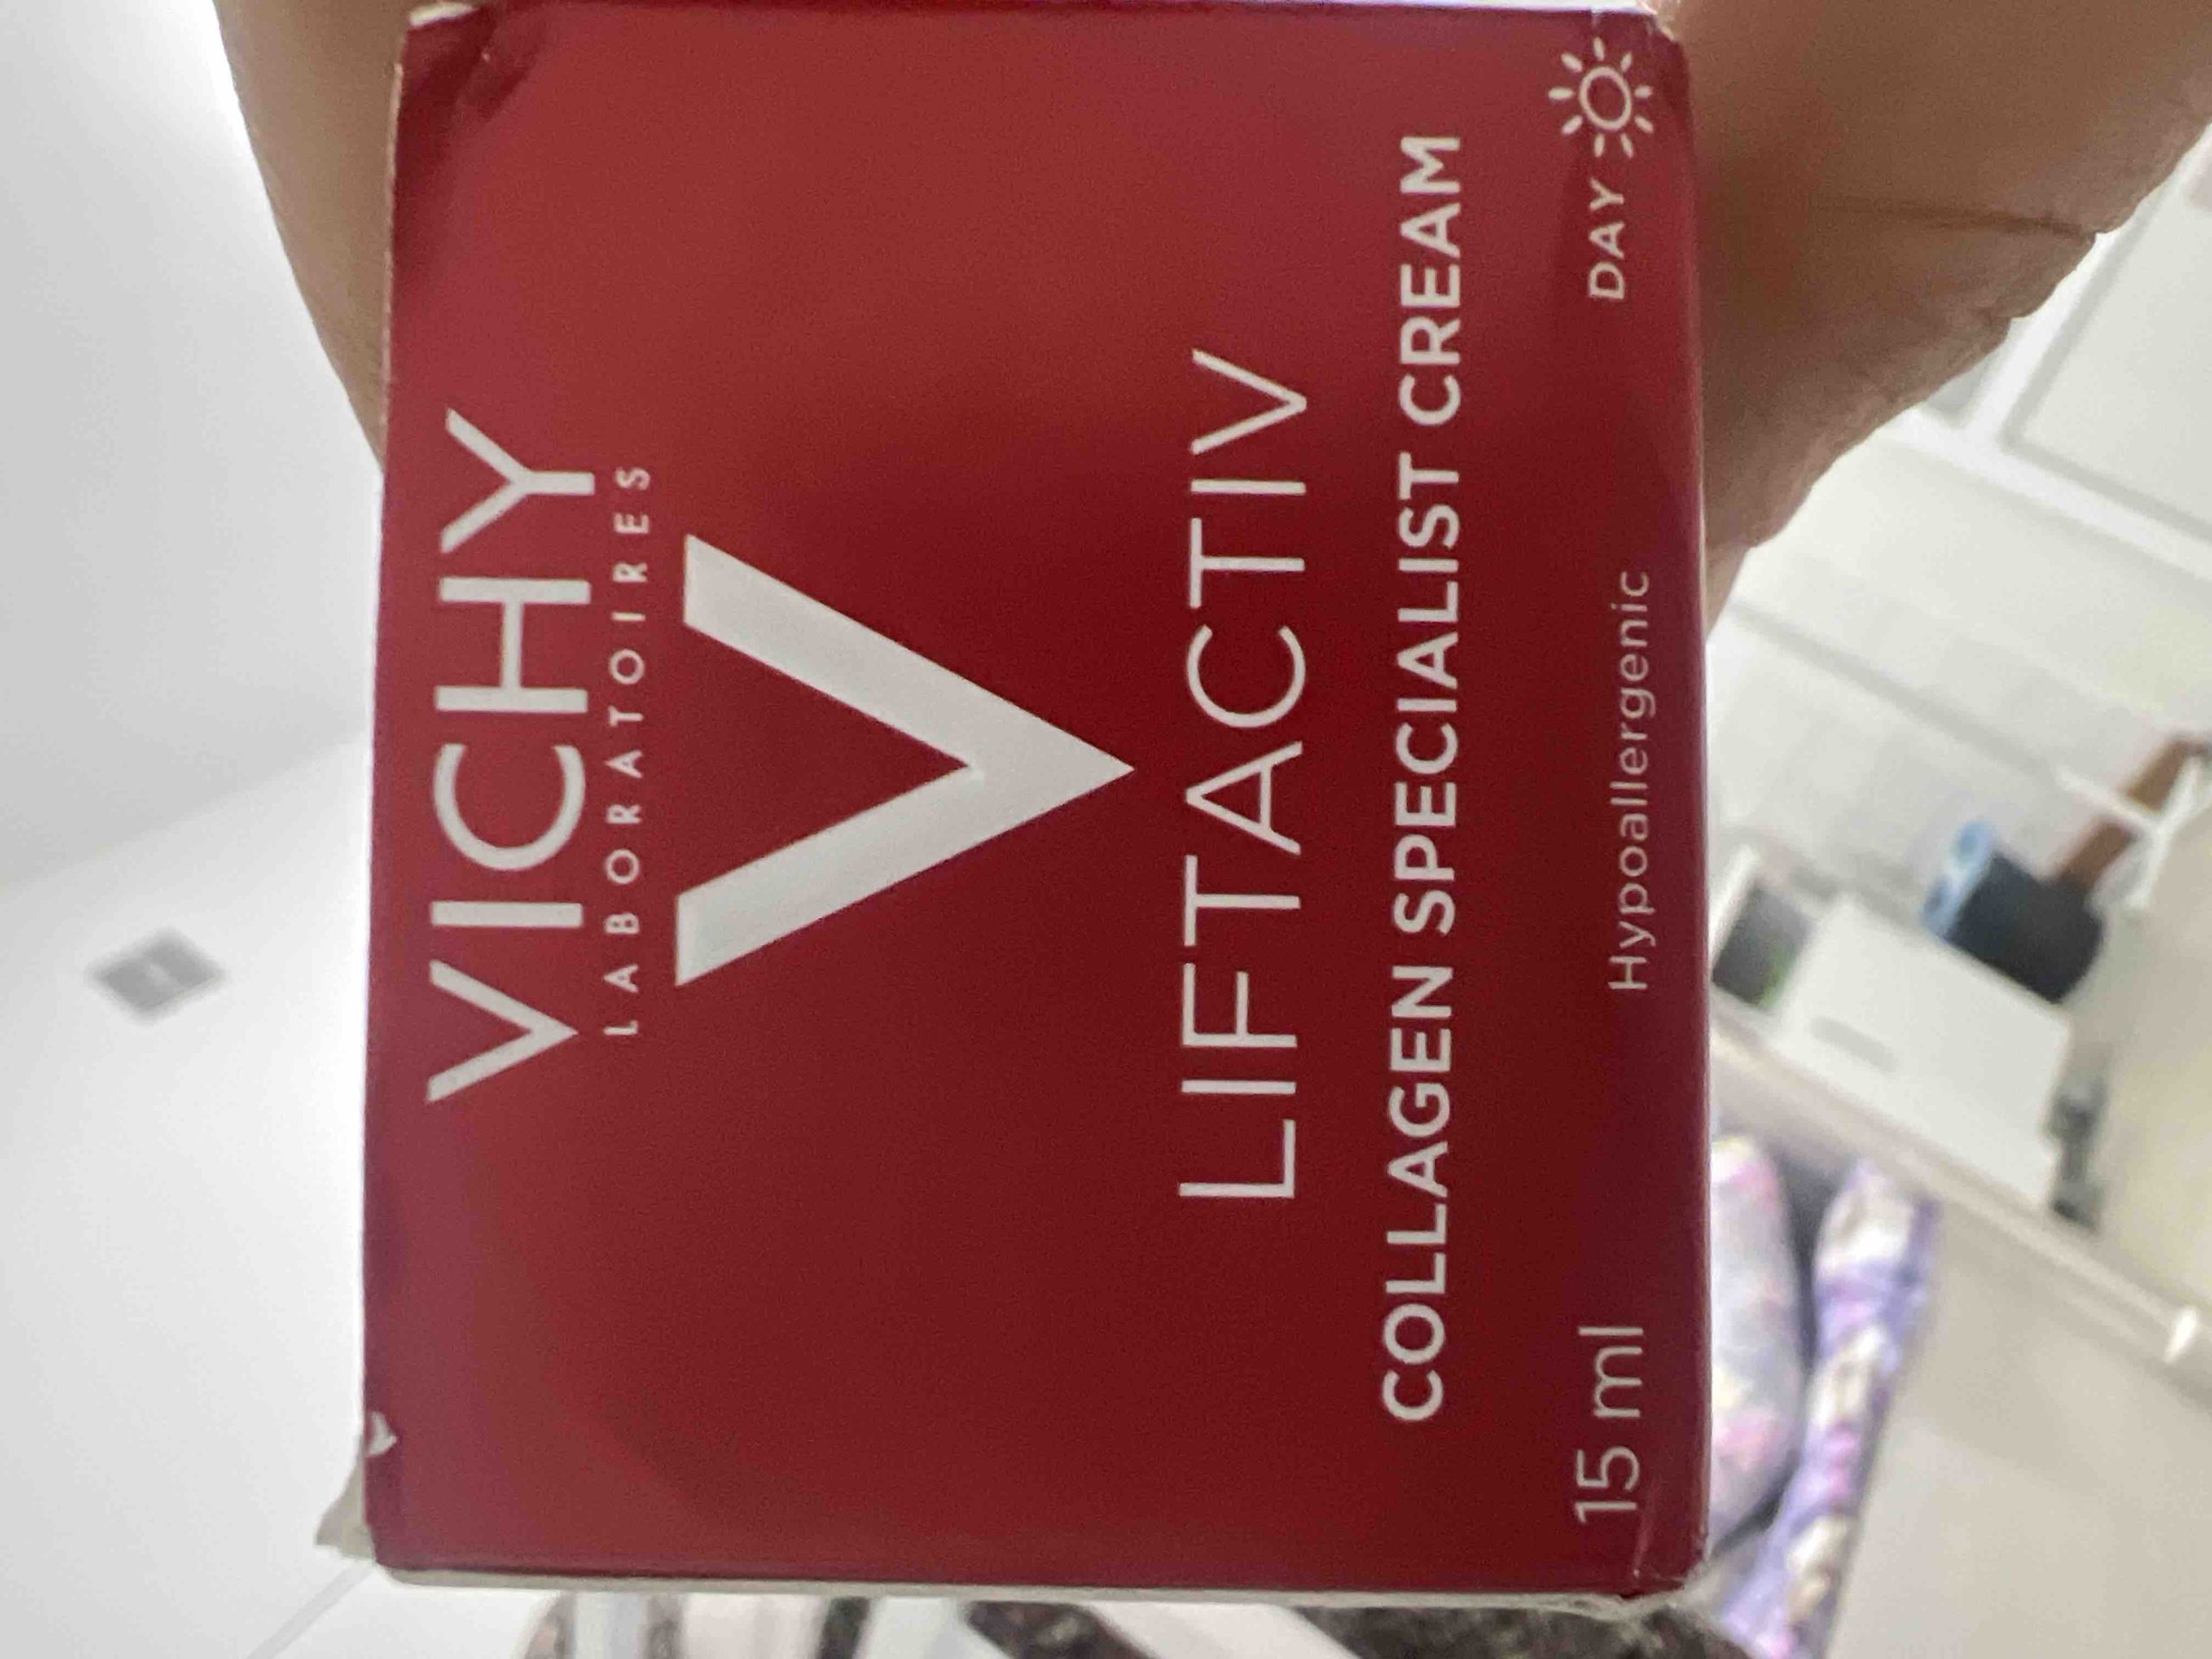 VICHY
LABORATOIRES
LIFTACTIV
COLLAGEN SPECIALIST CREAM
15 ml
Hypoallergenic
DAY